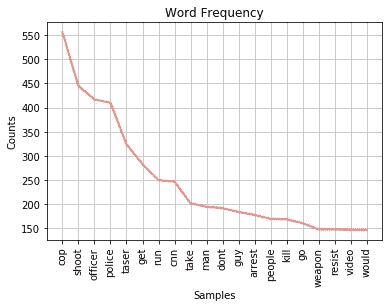 Word Frequency
Counts
550
500
450
400
350
300
250
200
150
cop
shoot
officer
police
taser
get
run
cnn
take
man
dont
guy
arrest
people
kill
go
weapon
resist
video
would
Samples